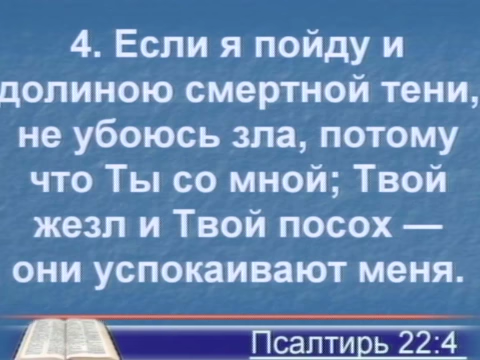 4. Если я пойду и
долиною смертной тени,
не убоюсь зла, потому
что Ты со мной; Твой
жезл и Твой посох —
они успокаивают меня.
Псалтирь 22:4